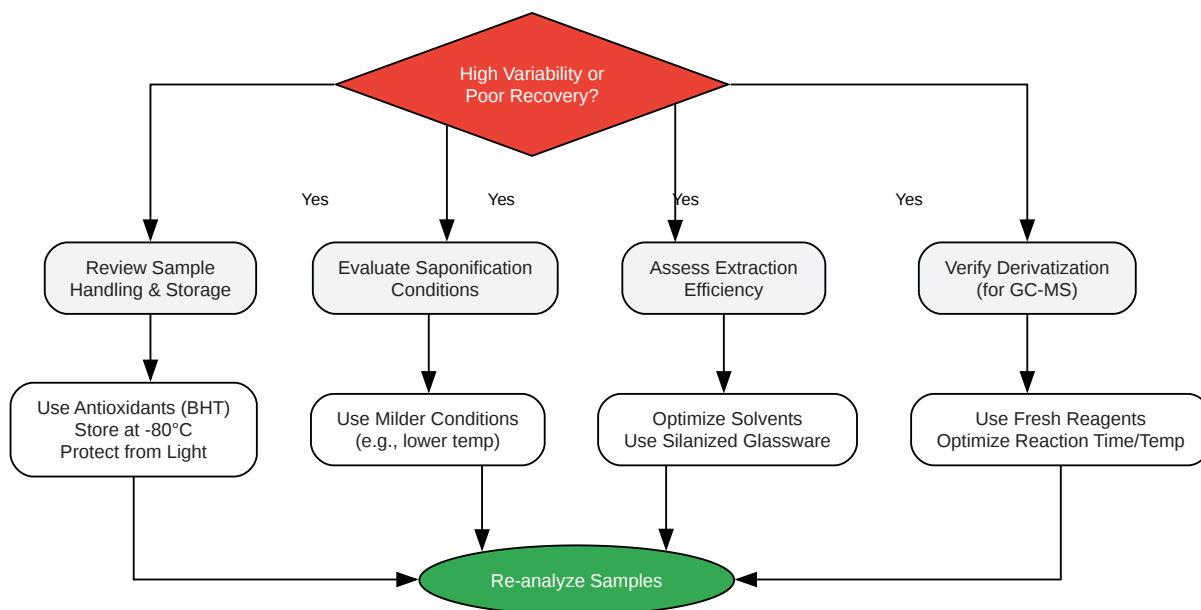 High Variability or
Poor Recovery?
Yes
Yes
Yes
Yes
Review Sample
Handling & Storage
Evaluate Saponification
Conditions
Assess Extraction
Efficiency
Verify Derivatization
(for GC-MS)
Use Antioxidants (BHT)
Store at -80°C
Protect from Light
Use Milder Conditions
(e.g., lower temp)
Optimize Solvents
Use Silanized Glassware
Use Fresh Reagents
Optimize Reaction Time/Temp
Re-analyze Samples